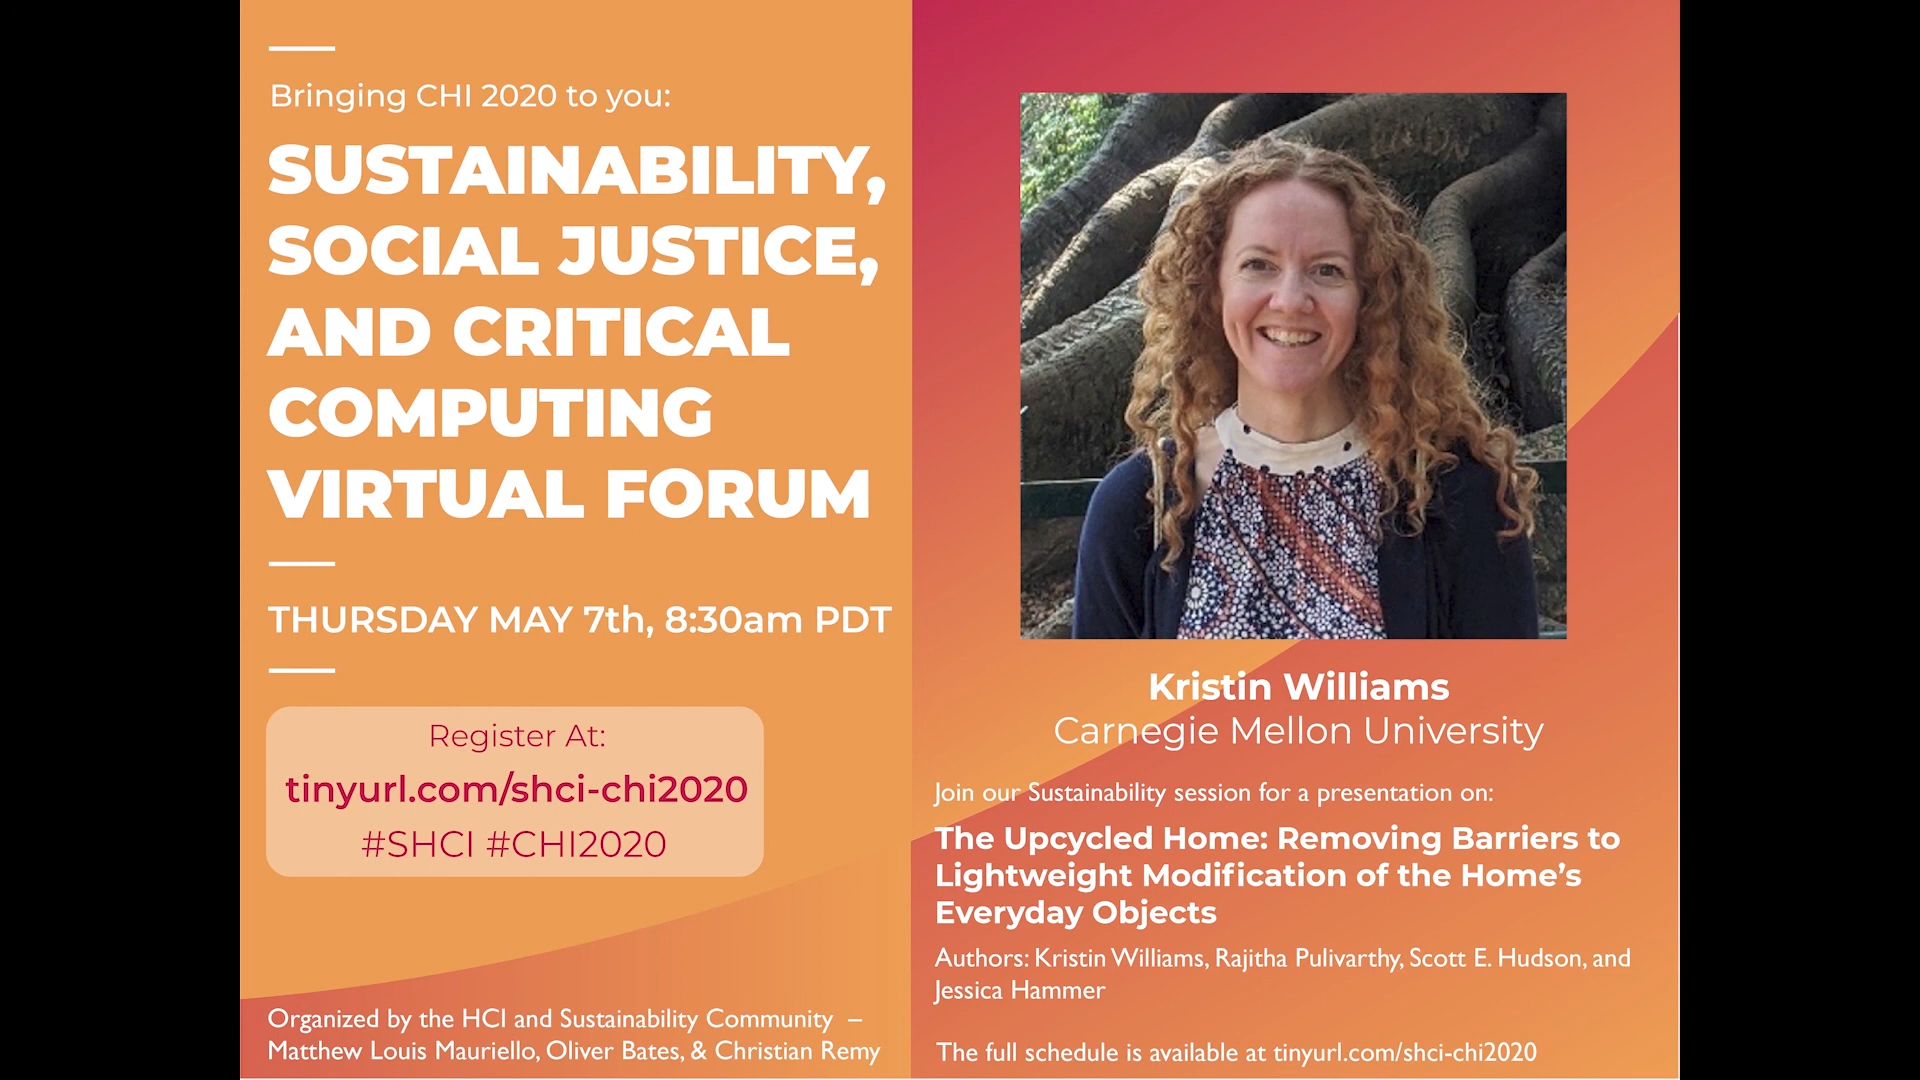 Bringing CHI 2020 to you:
SUSTAINABILITY,
SOCIAL JUSTICE,
AND CRITICAL
COMPUTING
VIRTUAL FORUM
THURSDAY MAY 7th, 8:30am PDT
Register At:
tinyurl.com/shci-chi2020
#SHCI #CHI2020
Organized by the HCI and Sustainability Community –
Matthew Louis Mauriello, Oliver Bates, & Christian Remy
Kristin Williams
Carnegie Mellon University
Join our Sustainability session for a presentation on:
The Upcycled Home: Removing Barriers to
Lightweight Modification of the Home’s
Everyday Objects
Authors: Kristin Williams, Rajitha Pulivarthy, Scott E. Hudson, and
Jessica Hammer
The full schedule is available at tinyurl.com/shci-chi2020